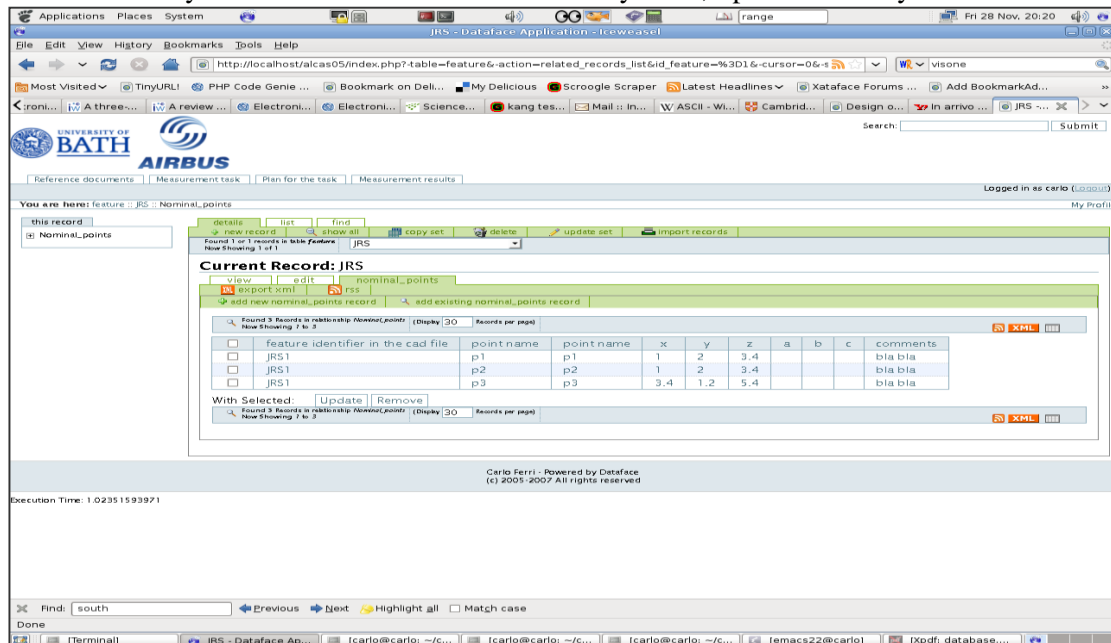 Applications Places System range Fri 28 Nov, 20:20
JRS - Dataface Application - Iceweasel
File Edit View History Bookmarks Tools Help
http://localhost/alcas05/index.php?-table=feature&-action=related_records_list&id_feature=%3D1&-cursor=0&-s visone
Most Visited TinyURL! PHP Code Genie ... Bookmark on Deli... My Delicious Scroogle Scraper Latest Headlines Xataface Forums ... Add BookmarkAd... »
:roni... A three-... A review ... Electroni... Electroni... Science... kang tes... Mail :: In... ASCII - Wi... Cambrid... Design o... In arrivo ... JRS -...
Search: Submit
UNIVERSITY OF
BATH
AIRBUS
Reference documents Measurement task Plan for the task Measurement results
Logged in as carlo (Logout)
You are here: feature :: JRS :: Nominal_points My Profil
this record details list find
Nominal_points new record show all copy set delete update set import records
Found 1 or 1 records in table feature
Now Showing 1 of 1 JRS
Current Record: JRS
view edit nominal_points
XML export xml rss
add new nominal_points record add existing nominal_points record
Found 3 Records in relationship Nominal_points (Display 30 Records per page)
Now Showing 1 to 3 XML
feature identifier in the cad file point name point name x y z a b c comments
JRS1 p1 p1 1 2 3.4 bla bla
JRS1 p2 p2 1 2 3.4 bla bla
JRS1 p3 p3 3.4 1.2 5.4 bla bla
With Selected: Update Remove
Found 3 Records in relationship Nominal_points (Display 30 Records per page)
Now Showing 1 to 3 XML
Carlo Ferri - Powered by Dataface
(c) 2005-2007 All rights reserved
Execution Time: 1.02351593971
Find: south Previous Next Highlight all Match case
Done
[Terminal] JRS - Dataface Ap... [carlo@carlo: ~/c... [carlo@carlo: ~/c... [carlo@carlo: ~/c... [emacs22@carlo] [Xpdf: database....